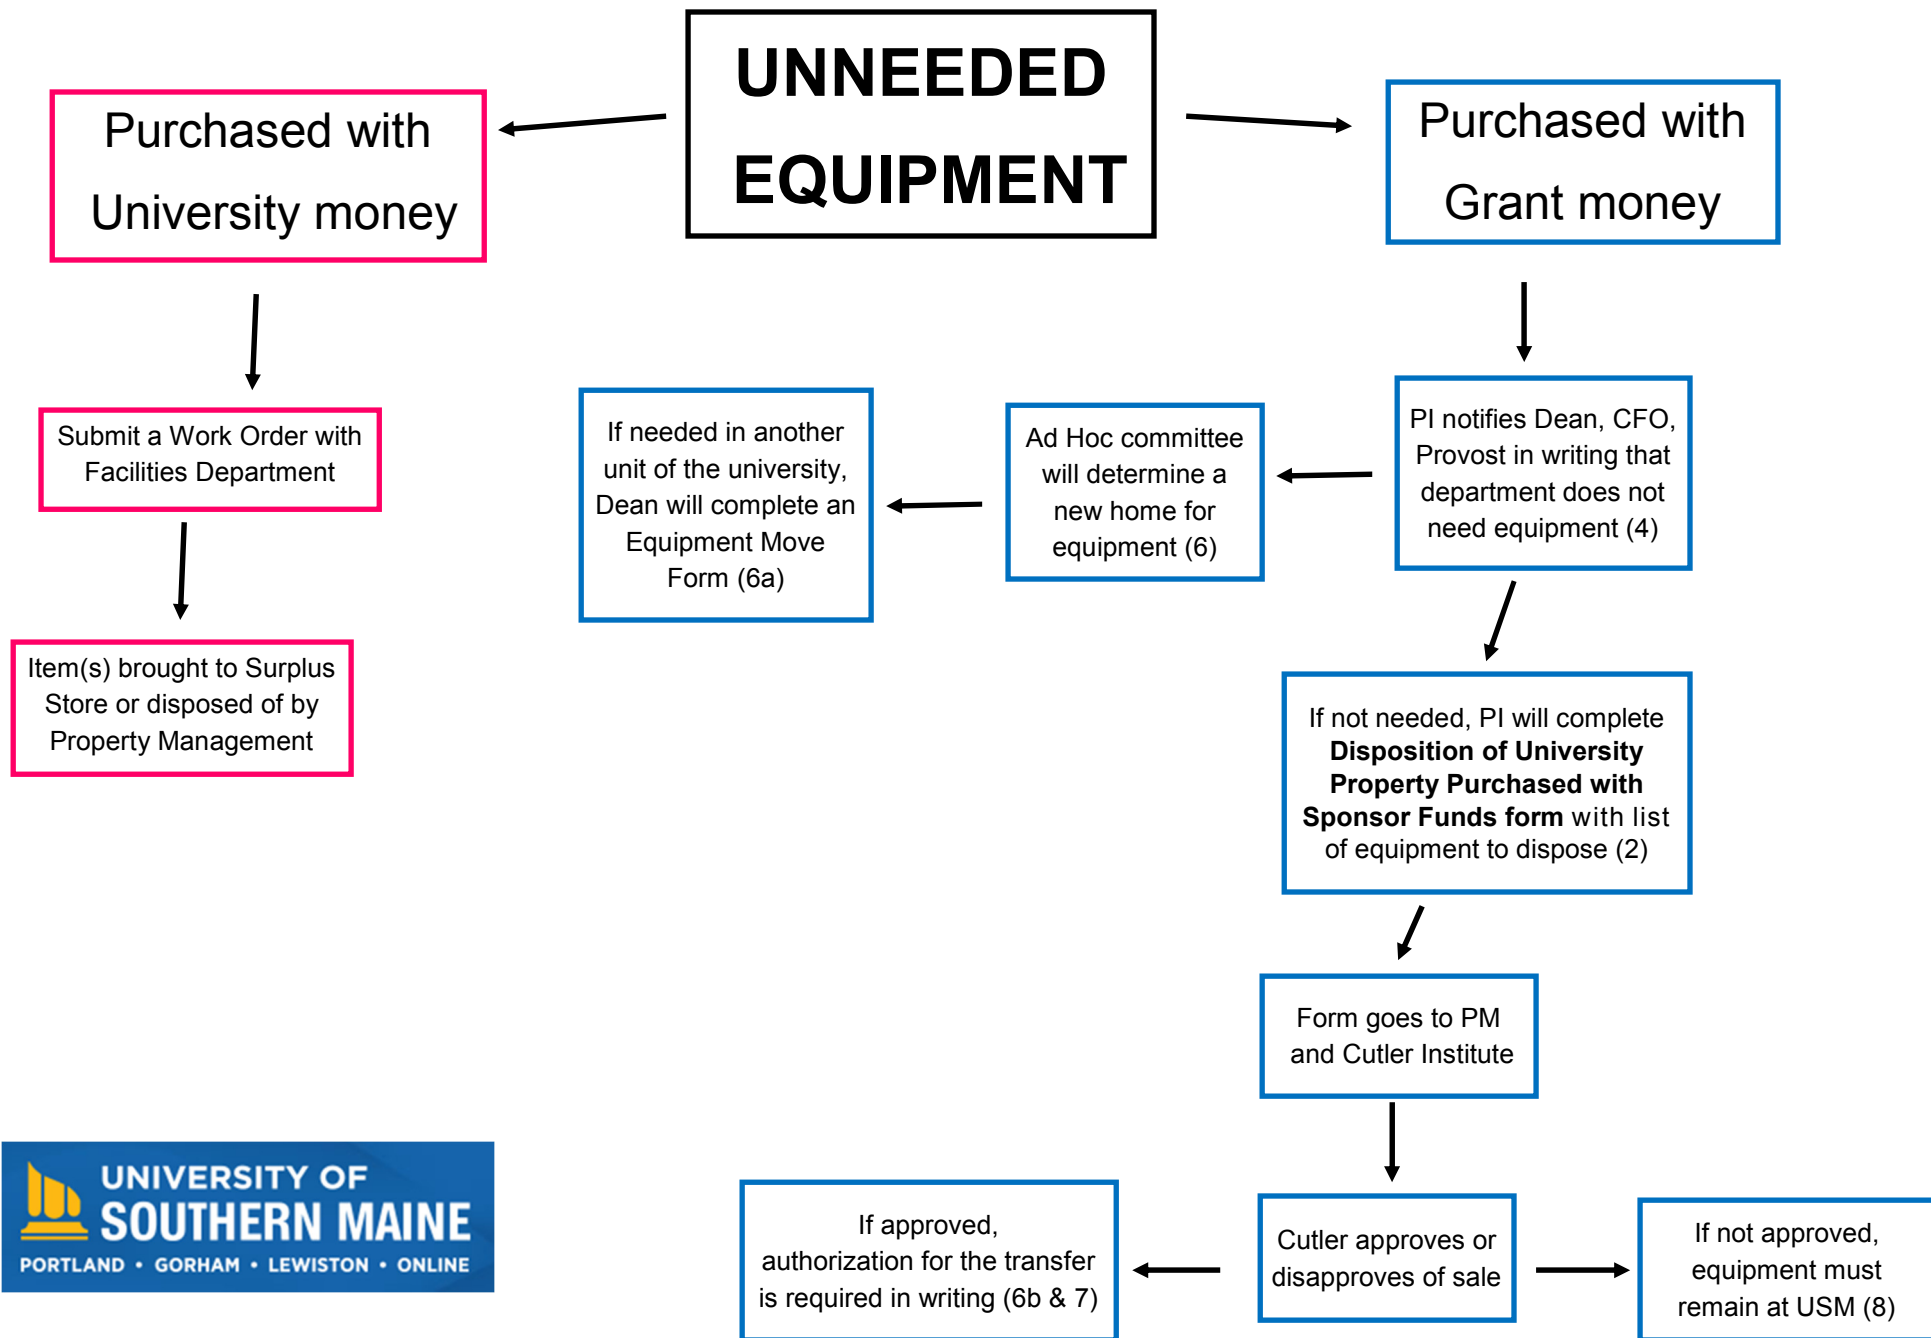 UNNEEDED
EQUIPMENT
Purchased with
University money
Purchased with
Grant money
Submit a Work Order with
Facilities Department
Item(s) brought to Surplus
Store or disposed of by
Property Management
If needed in another
unit of the university,
Dean will complete an
Equipment Move
Form (6a)
Ad Hoc committee
will determine a
new home for
equipment (6)
PI notifies Dean, CFO,
Provost in writing that
department does not
need equipment (4)
If not needed, PI will complete
Disposition of University
Property Purchased with
Sponsor Funds form with list
of equipment to dispose (2)
Form goes to PM
and Cutler Institute
If approved,
authorization for the transfer
is required in writing (6b & 7)
Cutler approves or
disapproves of sale
If not approved,
equipment must
remain at USM (8)
UNIVERSITY OF
SOUTHERN MAINE
PORTLAND • GORHAM • LEWISTON • ONLINE